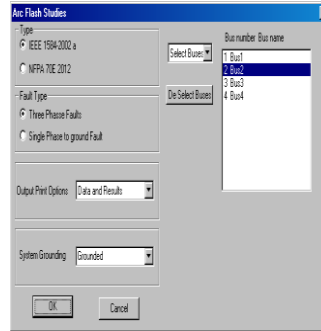 Arc Flash Studies
Type
IEEE 1584-2002 a
NFPA 70E 2012
Fault Type
Three Phasse Faults
Single Phase to ground Fault
Output Print Options Data and Results
System Grounding Grounded
OK Cancel
Select Buses
De Select Buses
Bus number Bus name
1 Bus1
2 Bus2
3 Bus3
4 Bus4